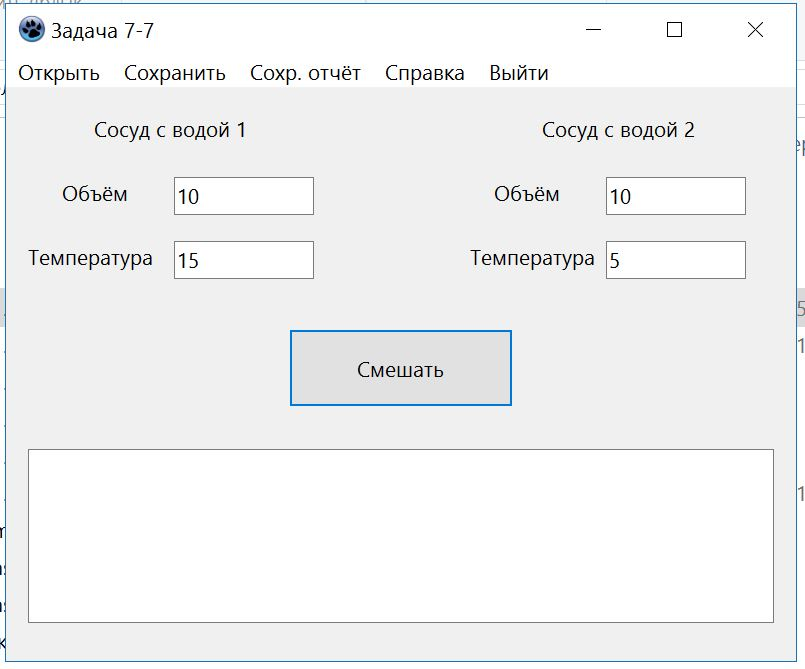 Задача 7-7
Открыть Сохранить Сохр. отчёт Справка Выйти
Сосуд с водой 1 Сосуд с водой 2
Объём 10 Объём 10
Температура 15 Температура 5
Смешать